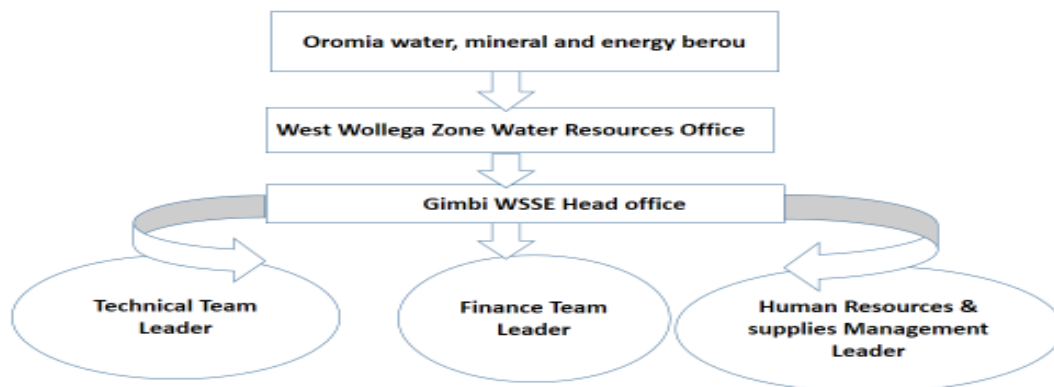 Oromia water, mineral and energy berou
West Wollega Zone Water Resources Office
Gimbi WSSE Head office
Technical Team
Leader
Finance Team
Leader
Human Resources &
supplies Management
Leader